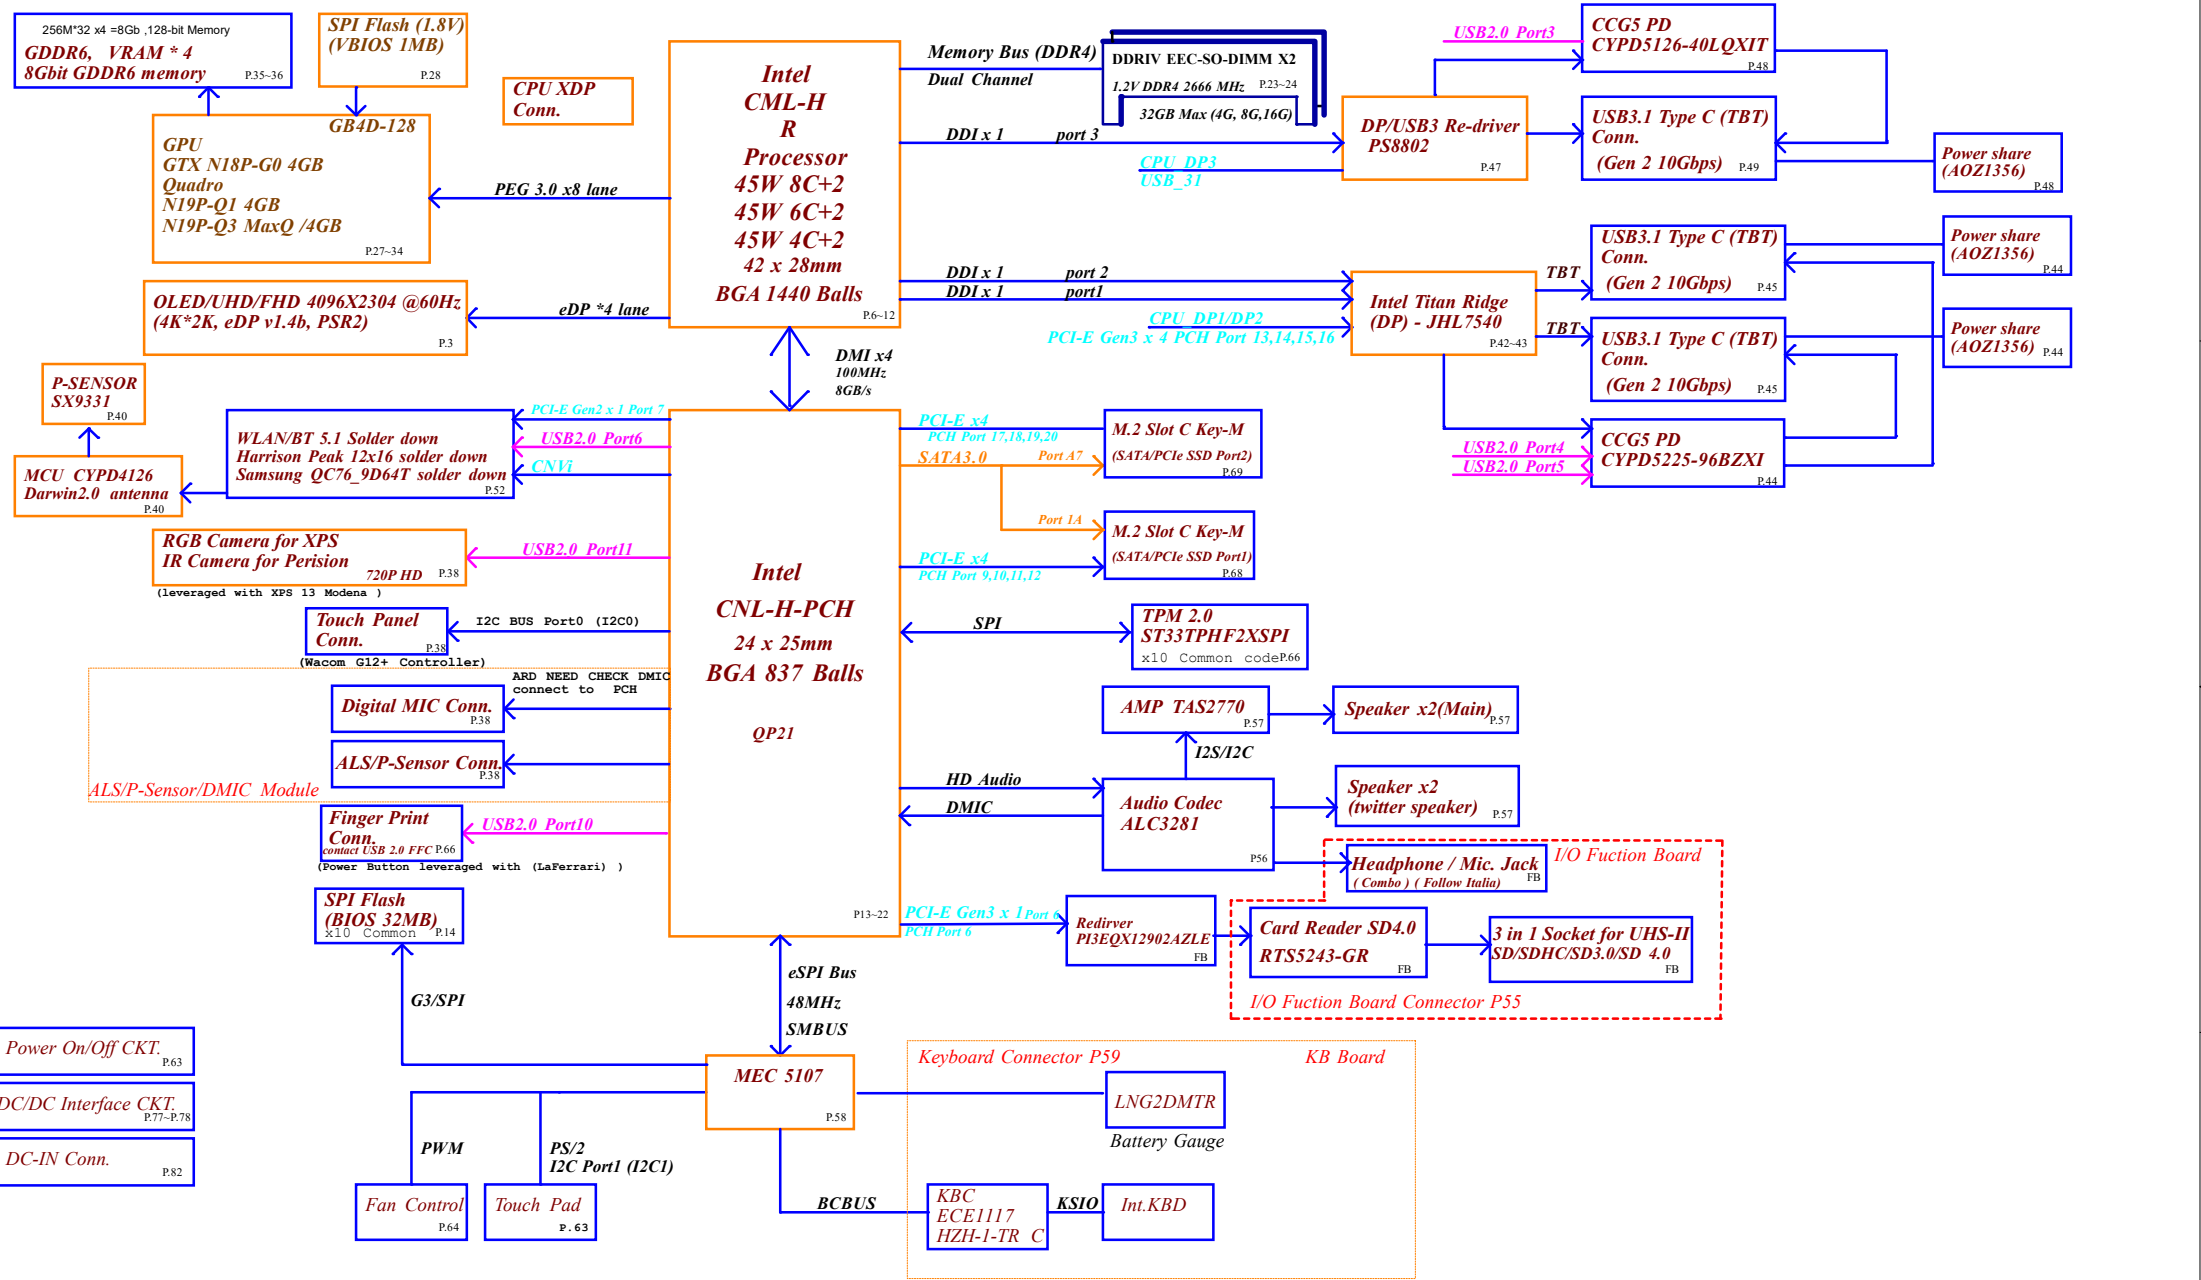 256M*32 x4 =8Gb ,128-bit Memory
GDDR6, VRAM * 4
8Gbit GDDR6 memory
P.35~36
SPI Flash (1.8V)
(VBIOS 1MB)
P.28
CPU XDP
Conn.
GB4D-128
GPU
GTX N18P-G0 4GB
Quadro
N19P-Q1 4GB
N19P-Q3 MaxQ /4GB
P.27~34
PEG 3.0 x8 lane
OLED/UHD/FHD 4096X2304 @60Hz
(4K*2K, eDP v1.4b, PSR2)
P.3
eDP *4 lane
Intel
CML-H
R
Processor
45W 8C+2
45W 6C+2
45W 4C+2
42 x 28mm
BGA 1440 Balls
P.6~12
Memory Bus (DDR4)
Dual Channel
DDRIV EEC-SO-DIMM X2
1.2V DDR4 2666 MHz
P.23~24
32GB Max (4G, 8G,16G)
DDI x 1 port 3
CPU_DP3
USB_31
DP/USB3 Re-driver
PS8802
P.47
USB2.0 Port3
CCG5 PD
CYPD5126-40LQXIT
P.48
USB3.1 Type C (TBT)
Conn.
(Gen 2 10Gbps)
P.49
Power share
(AOZ1356)
P.48
DDI x 1 port 2
DDI x 1 port1
CPU_DP1/DP2
PCI-E Gen3 x 4 PCH Port 13,14,15,16
Intel Titan Ridge
(DP) - JHL7540
P.42~43
TBT
TBT
USB3.1 Type C (TBT)
Conn.
(Gen 2 10Gbps)
P.45
Power share
(AOZ1356)
P.44
USB3.1 Type C (TBT)
Conn.
(Gen 2 10Gbps)
P.45
Power share
(AOZ1356)
P.44
USB2.0 Port4
USB2.0 Port5
CCG5 PD
CYPD5225-96BZXI
P.44
DMI x4
100MHz
8GB/s
P-SENSOR
SX9331
P.40
MCU CYPD4126
Darwin2.0 antenna
P.40
WLAN/BT 5.1 Solder down
Harrison Peak 12x16 solder down
Samsung QC76_9D64T solder down
P.52
PCI-E Gen2 x 1 Port 7
USB2.0 Port6
CNVi
RGB Camera for XPS
IR Camera for Perision
720P HD
P.38
(leveraged with XPS 13 Modena )
USB2.0 Port11
Touch Panel
Conn.
P.38
(Wacom G12+ Controller)
I2C BUS Port0 (I2C0)
ARD NEED CHECK DMIC
connect to PCH
Digital MIC Conn.
P.38
ALS/P-Sensor Conn.
P.38
ALS/P-Sensor/DMIC Module
Finger Print
Conn.
contact USB 2.0 FFC
P.66
(Power Button leveraged with (LaFerrari) )
USB2.0 Port10
Intel
CNL-H-PCH
24 x 25mm
BGA 837 Balls
QP21
P13~22
PCI-E x4
PCH Port 17,18,19,20
SATA3.0
Port A7
M.2 Slot C Key-M
(SATA/PCIe SSD Port2)
P.69
Port 1A
PCI-E x4
PCH Port 9,10,11,12
M.2 Slot C Key-M
(SATA/PCIe SSD Port1)
P.68
SPI
TPM 2.0
ST33TPHF2XSPI
x10 Common code
P.66
AMP TAS2770
P.57
Speaker x2(Main)
P.57
I2S/I2C
HD Audio
DMIC
Audio Codec
ALC3281
P56
Speaker x2
(twitter speaker)
P.57
Headphone / Mic. Jack
( Combo ) ( Follow Italia)
FB
I/O Fuction Board
PCI-E Gen3 x 1 Port 6
PCH Port 6
Redirver
PI3EQX12902AZLE
FB
Card Reader SD4.0
RTS5243-GR
FB
3 in 1 Socket for UHS-II
SD/SDHC/SD3.0/SD 4.0
FB
I/O Fuction Board Connector P55
SPI Flash
(BIOS 32MB)
x10 Common
P.14
G3/SPI
eSPI Bus
48MHz
SMBUS
MEC 5107
P.58
Power On/Off CKT.
P.63
DC/DC Interface CKT.
P.77~P.78
DC-IN Conn.
P.82
PWM
PS/2
I2C Port1 (I2C1)
Fan Control
P.64
Touch Pad
P.63
Keyboard Connector P59
KB Board
LNG2DMTR
Battery Gauge
BCBUS
KBC
ECE1117
HZH-1-TR C
KSIO
Int.KBD